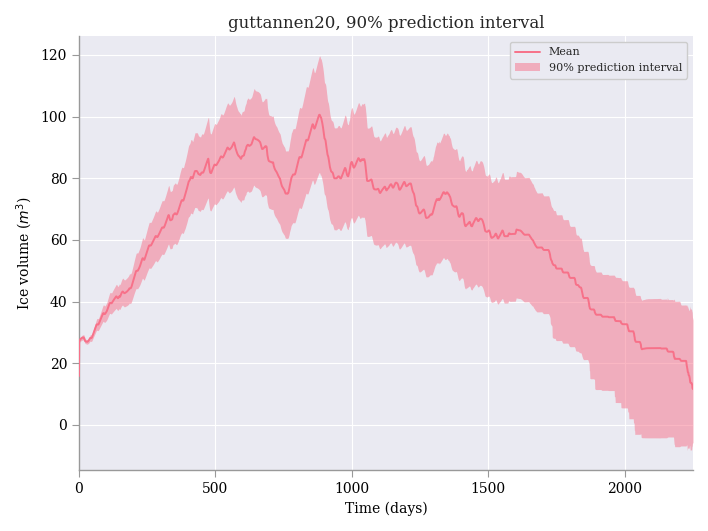 guttannen20, 90% prediction interval
Mean
90% prediction interval
120
100
80
60
40
20
0
Ice volume (m³)
0 500 1000 1500 2000
Time (days)